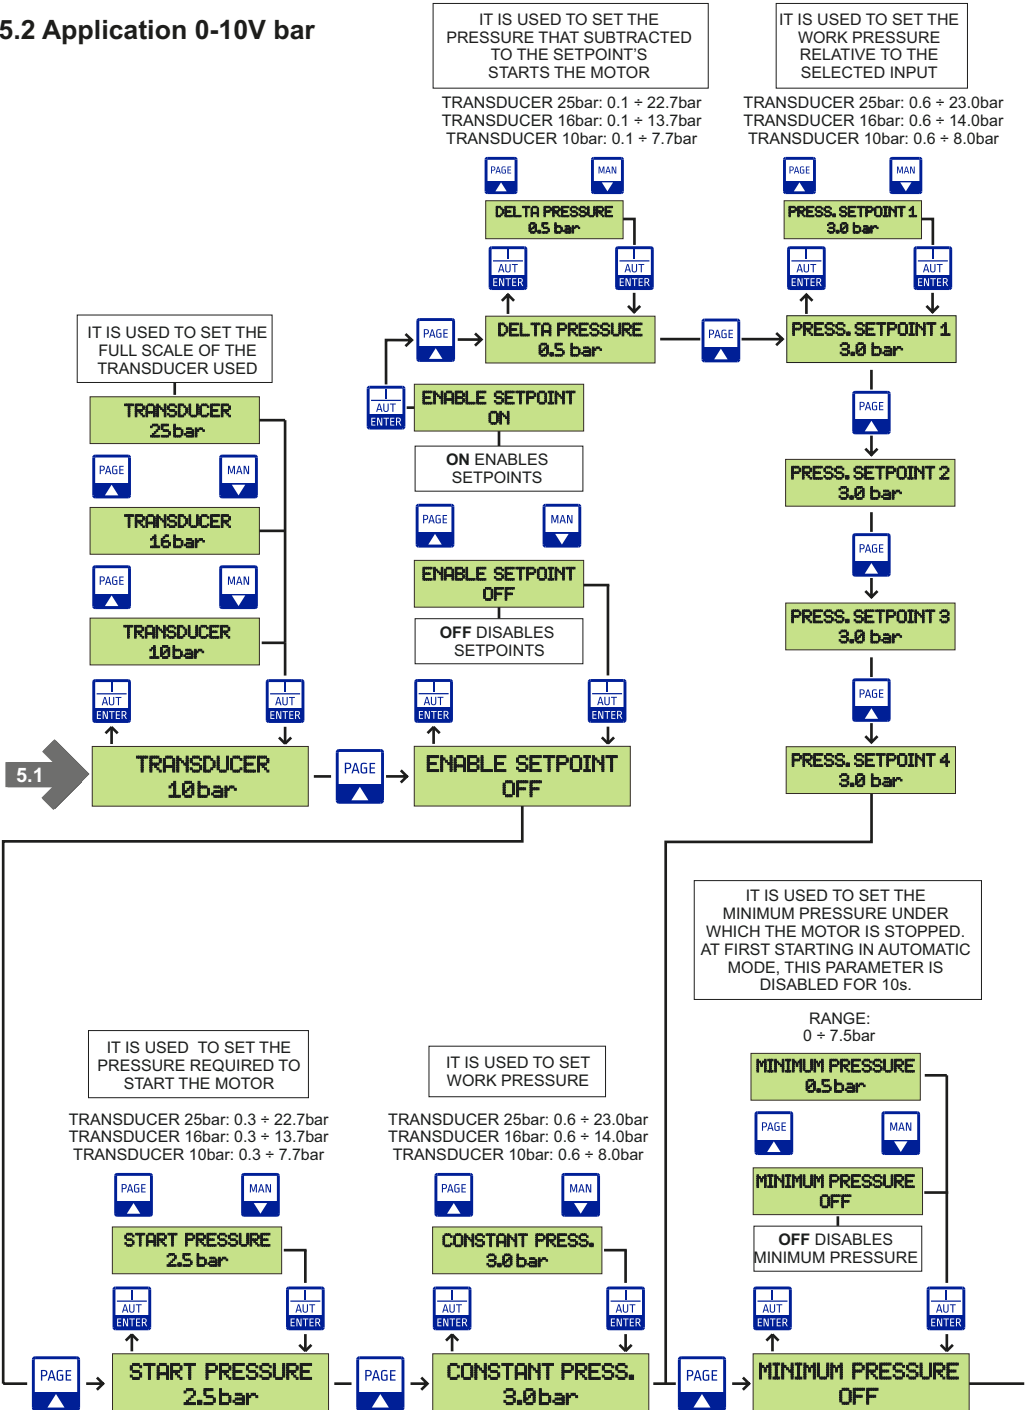 5.2 Application 0-10V bar
IT IS USED TO SET THE
PRESSURE THAT SUBTRACTED
TO THE SETPOINT'S
STARTS THE MOTOR
TRANSDUCER 25bar: 0.1 ÷ 22.7bar
TRANSDUCER 16bar: 0.1 ÷ 13.7bar
TRANSDUCER 10bar: 0.1 ÷ 7.7bar
PAGE
MAN
DELTA PRESSURE
0.5 bar
AUT
ENTER
AUT
ENTER
PAGE
DELTA PRESSURE
0.5 bar
PAGE
IT IS USED TO SET THE
WORK PRESSURE
RELATIVE TO THE
SELECTED INPUT
TRANSDUCER 25bar: 0.6 ÷ 23.0bar
TRANSDUCER 16bar: 0.6 ÷ 14.0bar
TRANSDUCER 10bar: 0.6 ÷ 8.0bar
PAGE
MAN
PRESS. SETPOINT 1
3.0 bar
AUT
ENTER
AUT
ENTER
PRESS. SETPOINT 1
3.0 bar
PAGE
PRESS. SETPOINT 2
3.0 bar
PAGE
PRESS. SETPOINT 3
3.0 bar
PAGE
PRESS. SETPOINT 4
3.0 bar
IT IS USED TO SET THE
FULL SCALE OF THE
TRANSDUCER USED
TRANSDUCER
25bar
PAGE
MAN
TRANSDUCER
16bar
PAGE
MAN
TRANSDUCER
10bar
AUT
ENTER
AUT
ENTER
5.1
TRANSDUCER
10bar
PAGE
AUT
ENTER
ENABLE SETPOINT
ON
ON ENABLES
SETPOINTS
PAGE
MAN
ENABLE SETPOINT
OFF
OFF DISABLES
SETPOINTS
AUT
ENTER
AUT
ENTER
ENABLE SETPOINT
OFF
IT IS USED TO SET THE
PRESSURE REQUIRED TO
START THE MOTOR
TRANSDUCER 25bar: 0.3 ÷ 22.7bar
TRANSDUCER 16bar: 0.3 ÷ 13.7bar
TRANSDUCER 10bar: 0.3 ÷ 7.7bar
PAGE
MAN
START PRESSURE
2.5 bar
AUT
ENTER
AUT
ENTER
PAGE
START PRESSURE
2.5bar
PAGE
IT IS USED TO SET
WORK PRESSURE
TRANSDUCER 25bar: 0.6 ÷ 23.0bar
TRANSDUCER 16bar: 0.6 ÷ 14.0bar
TRANSDUCER 10bar: 0.6 ÷ 8.0bar
PAGE
MAN
CONSTANT PRESS.
3.0 bar
AUT
ENTER
AUT
ENTER
CONSTANT PRESS.
3.0bar
PAGE
IT IS USED TO SET THE
MINIMUM PRESSURE UNDER
WHICH THE MOTOR IS STOPPED.
AT FIRST STARTING IN AUTOMATIC
MODE, THIS PARAMETER IS
DISABLED FOR 10s.
RANGE:
0 ÷ 7.5bar
MINIMUM PRESSURE
0.5bar
PAGE
MAN
MINIMUM PRESSURE
OFF
OFF DISABLES
MINIMUM PRESSURE
AUT
ENTER
AUT
ENTER
MINIMUM PRESSURE
OFF